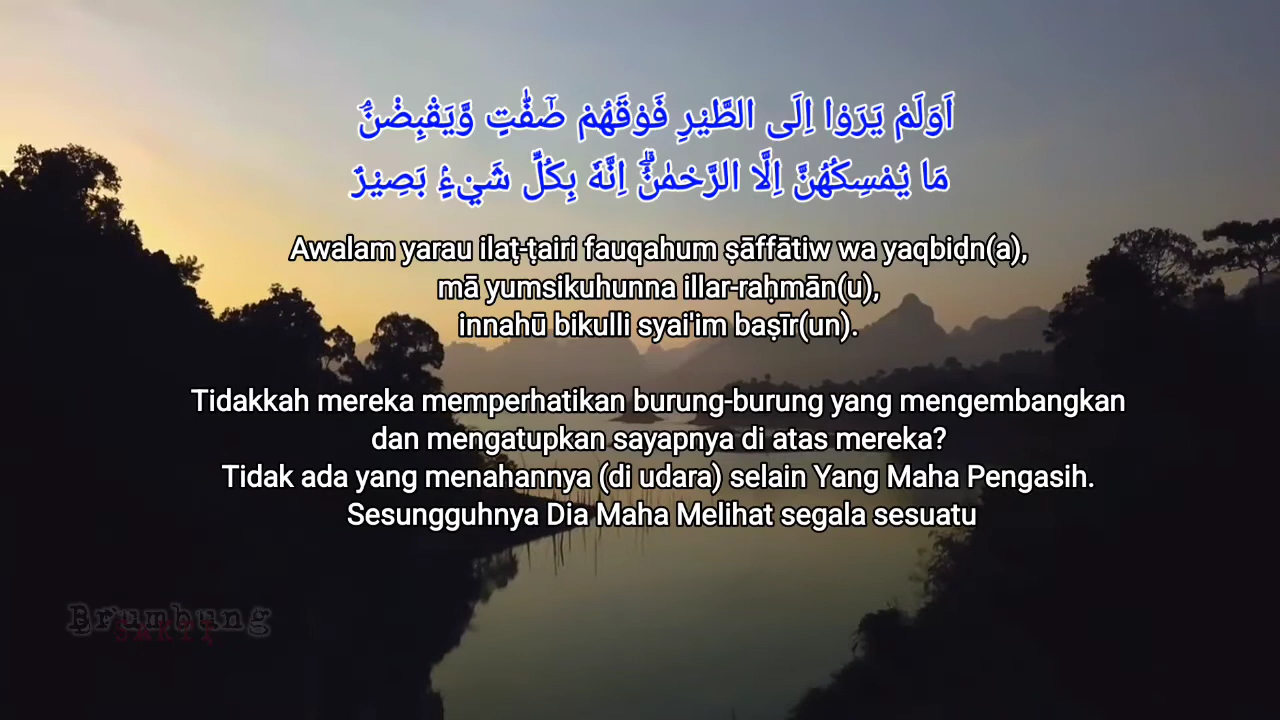 اَوَلَمْ يَرَوْا اِلَى الطَّيْرِ فَوْقَهُمْ صٰۤفّٰتٍ وَّيَقْبِضْنَۘ
مَا يُمْسِكُهُنَّ اِلَّا الرَّحْمٰنُۗ اِنَّهٗ بِكُلِّ شَيْءٍۢ بَصِيْرٌ
Awalam yarau ilaṭ-ṭairi fauqahum ṣāffātiw wa yaqbiḍn(a),
mā yumsikuhunna illar-raḥmān(u),
innahū bikulli syai'im baṣīr(un).
Tidakkah mereka memperhatikan burung-burung yang mengembangkan
dan mengatupkan sayapnya di atas mereka?
Tidak ada yang menahannya (di udara) selain Yang Maha Pengasih.
Sesungguhnya Dia Maha Melihat segala sesuatu
Brumbung